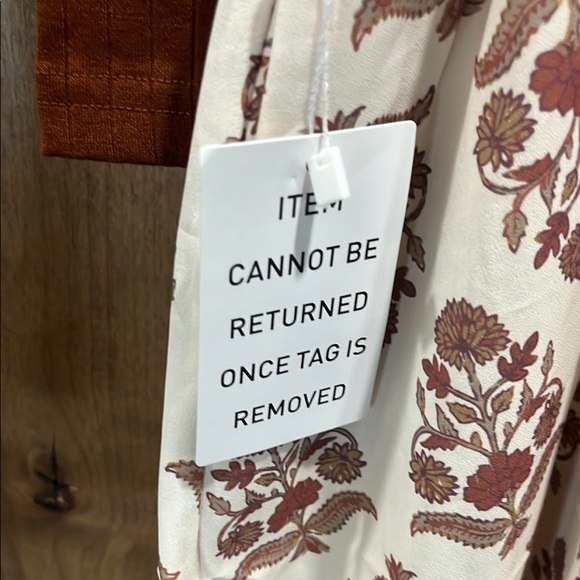 ITEM
CANNOT BE
RETURNED
ONCE TAG IS
REMOVED